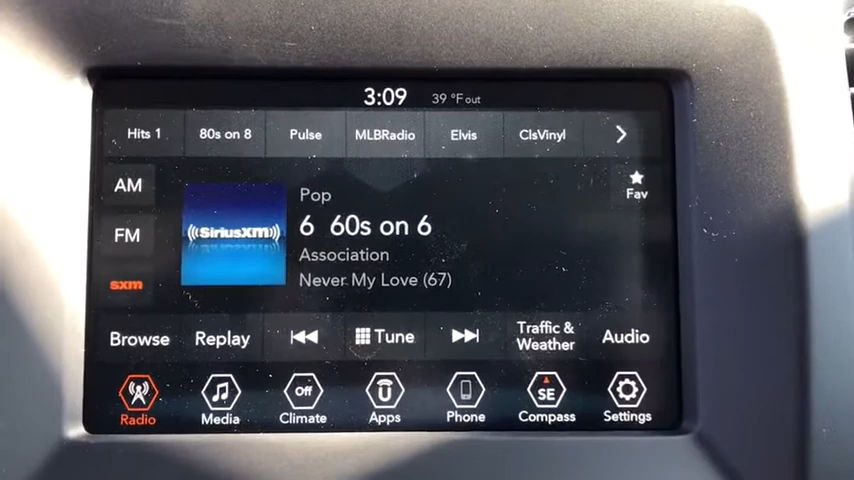 3:09 39 °F out
Hits 1 80s on 8 Pulse MLBRadio Elvis ClsVinyl
AM
FM
sxm
((SiriusXM))
Fav
Pop
6 60s on 6
Association
Never My Love (67)
Browse Replay Tune Traffic & Weather Audio
Off SE
Radio Media Climate Apps Phone Compass Settings